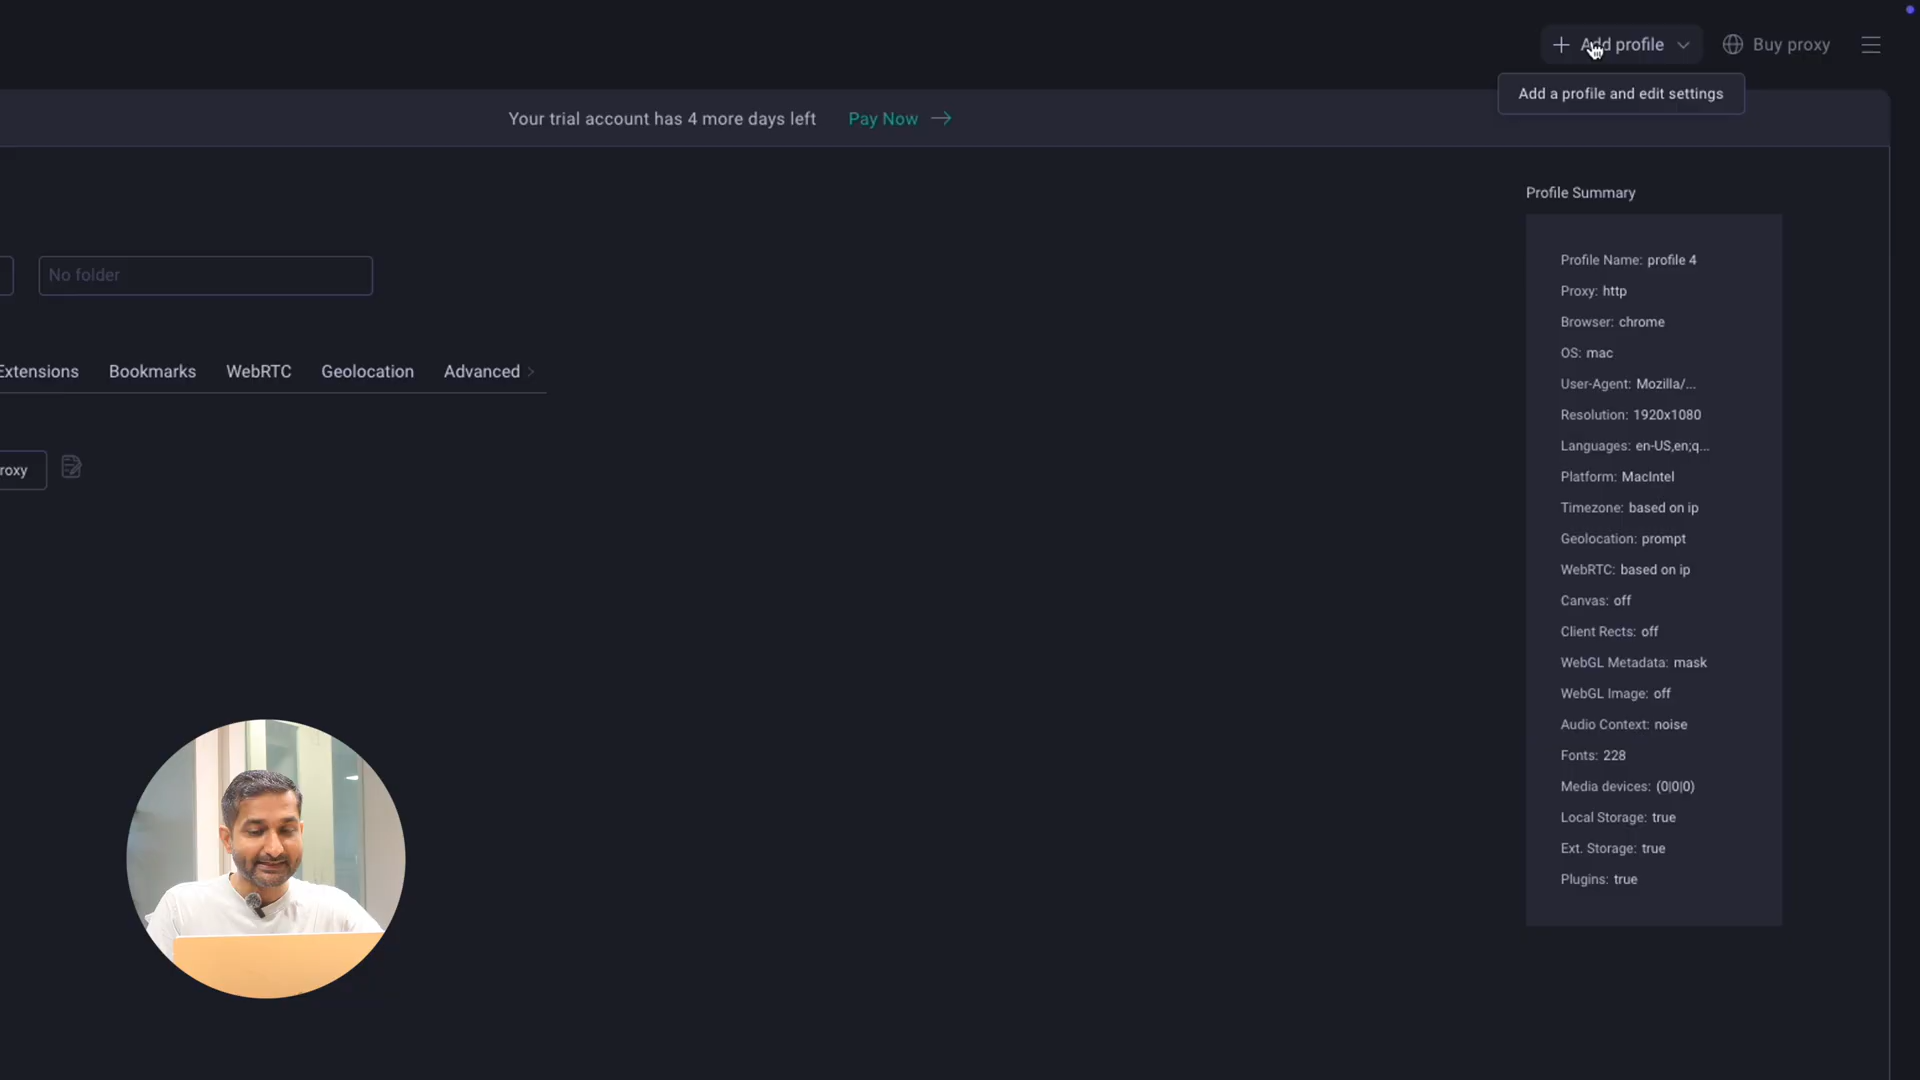 Add profile
Buy proxy
Add a profile and edit settings
Your trial account has 4 more days left
Pay Now
Profile Summary
No folder
Profile Name: profile 4
Proxy: http
Browser: chrome
OS: mac
Extensions
Bookmarks
WebRTC
Geolocation
Advanced
User-Agent: Mozilla/...
Resolution: 1920x1080
Languages: en-US,en;q...
roxy
Platform: MacIntel
Timezone: based on ip
Geolocation: prompt
WebRTC: based on ip
Canvas: off
Client Rects: off
WebGL Metadata: mask
WebGL Image: off
Audio Context: noise
Fonts: 228
Media devices: (0|0|0)
Local Storage: true
Ext. Storage: true
Plugins: true